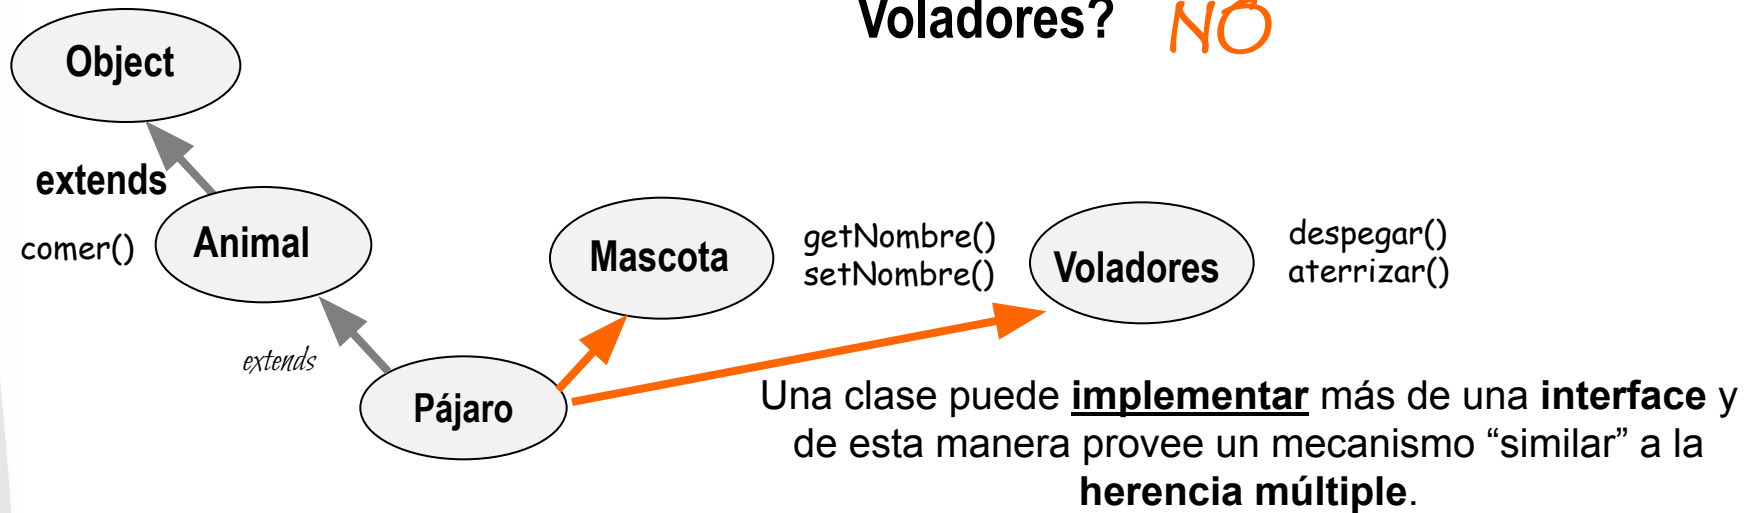 Voladores? NO
Object
extends
comer()
Animal
Mascota
getNombre()
setNombre()
Voladores
despegar()
aterrizar()
extends
Pájaro
Una clase puede implementar más de una interface y
de esta manera provee un mecanismo “similar” a la
herencia múltiple.